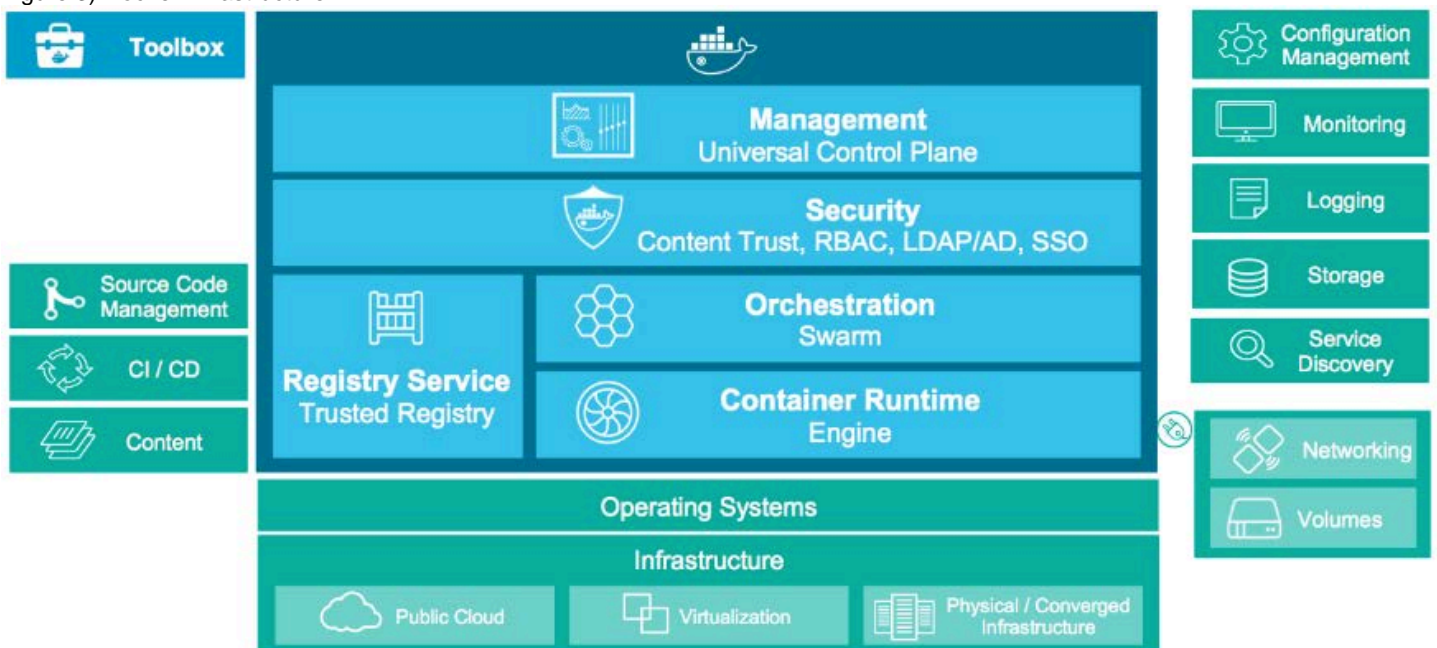 Toolbox
Management
Universal Control Plane
Security
Content Trust, RBAC, LDAP/AD, SSO
Registry Service
Trusted Registry
Orchestration
Swarm
Container Runtime
Engine
Source Code
Management
CI / CD
Content
Operating Systems
Infrastructure
Public Cloud
Virtualization
Physical / Converged
Infrastructure
Configuration
Management
Monitoring
Logging
Storage
Service
Discovery
Networking
Volumes